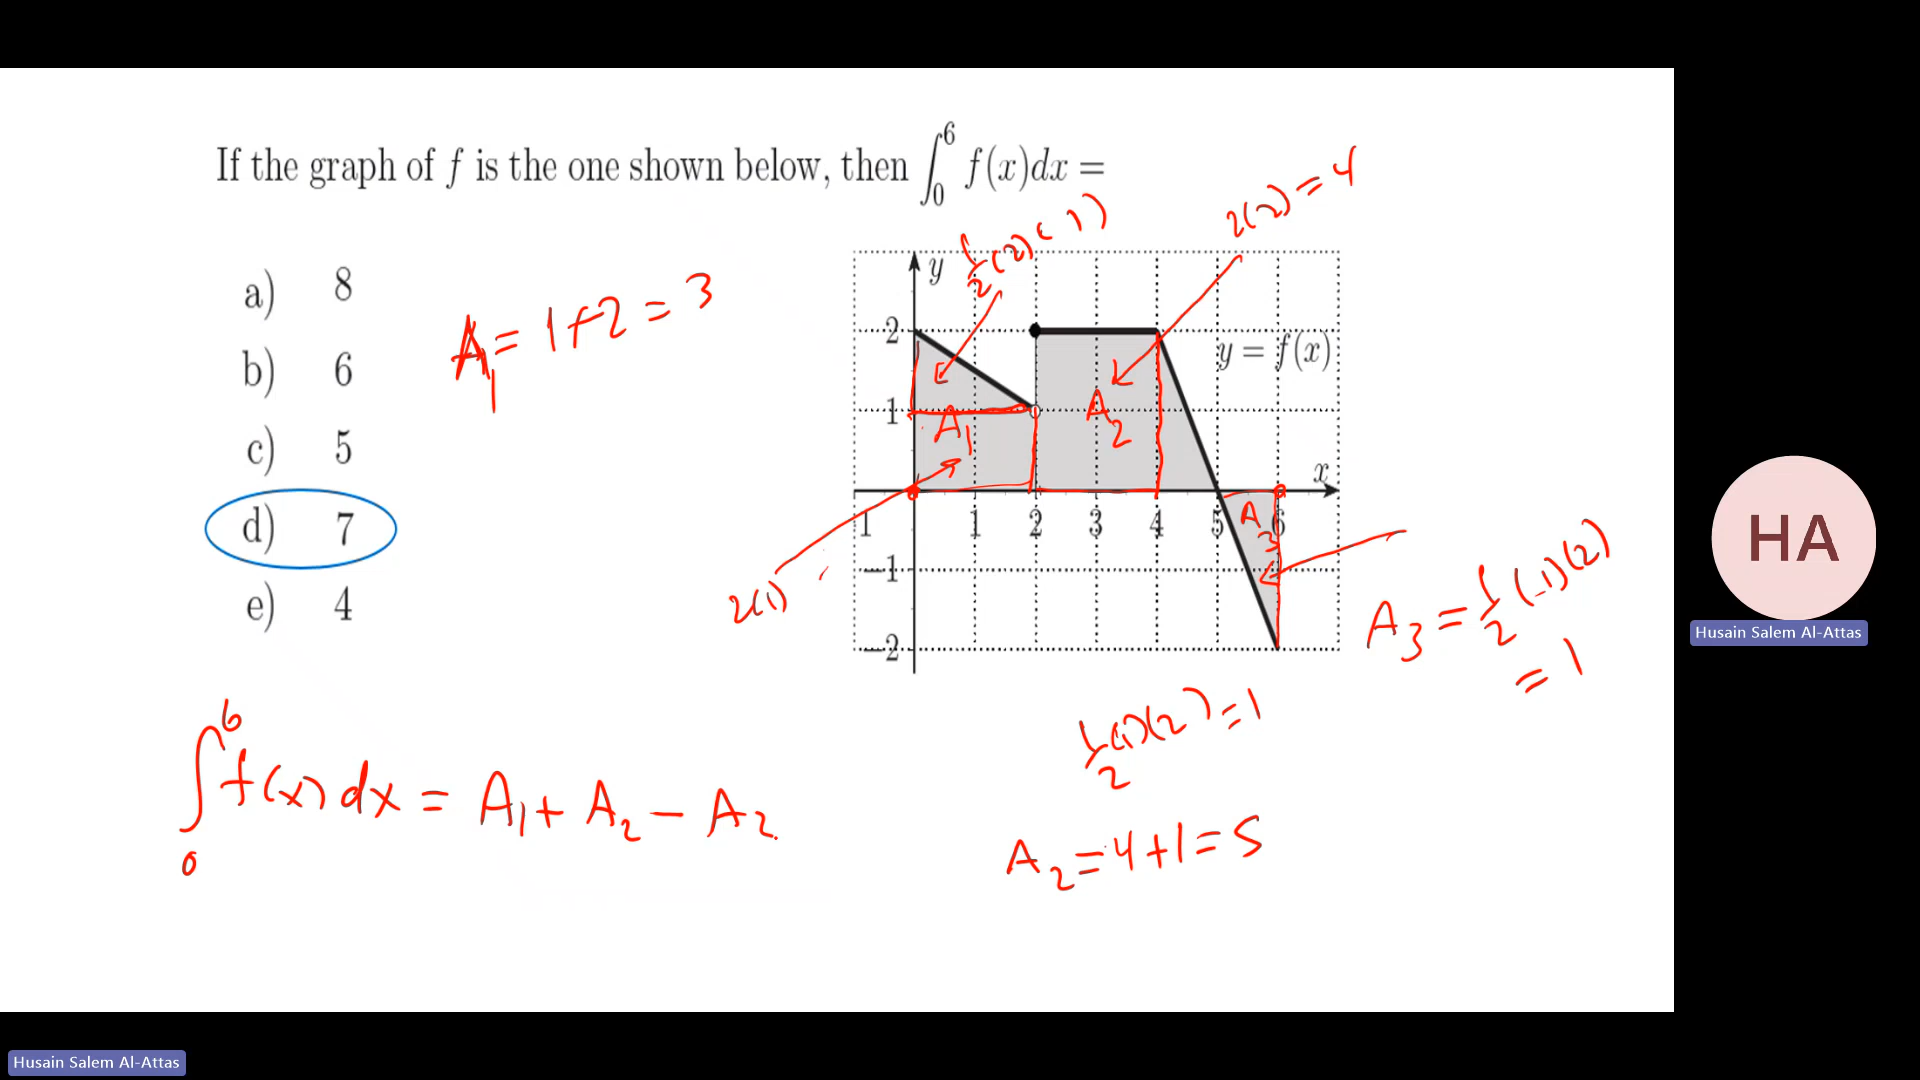 If the graph of f is the one shown below, then ∫₀⁶ f(x)dx =
a) 8
b) 6
c) 5
d) 7
e) 4
A₁ = 1+2 = 3
½(2)(1)
2(2) = 4
y
2
1
y = f(x)
A₁
A₂
x
1 1 2 3 4 5 6
A₃
−1
−2
2(1)
A₃ = ½(-1)(2)
= 1
½(1)(2) = 1
∫₀⁶ f(x) dx = A₁ + A₂ − A₂
A₂ = 4+1 = 5
HA
Husain Salem Al-Attas
Husain Salem Al-Attas